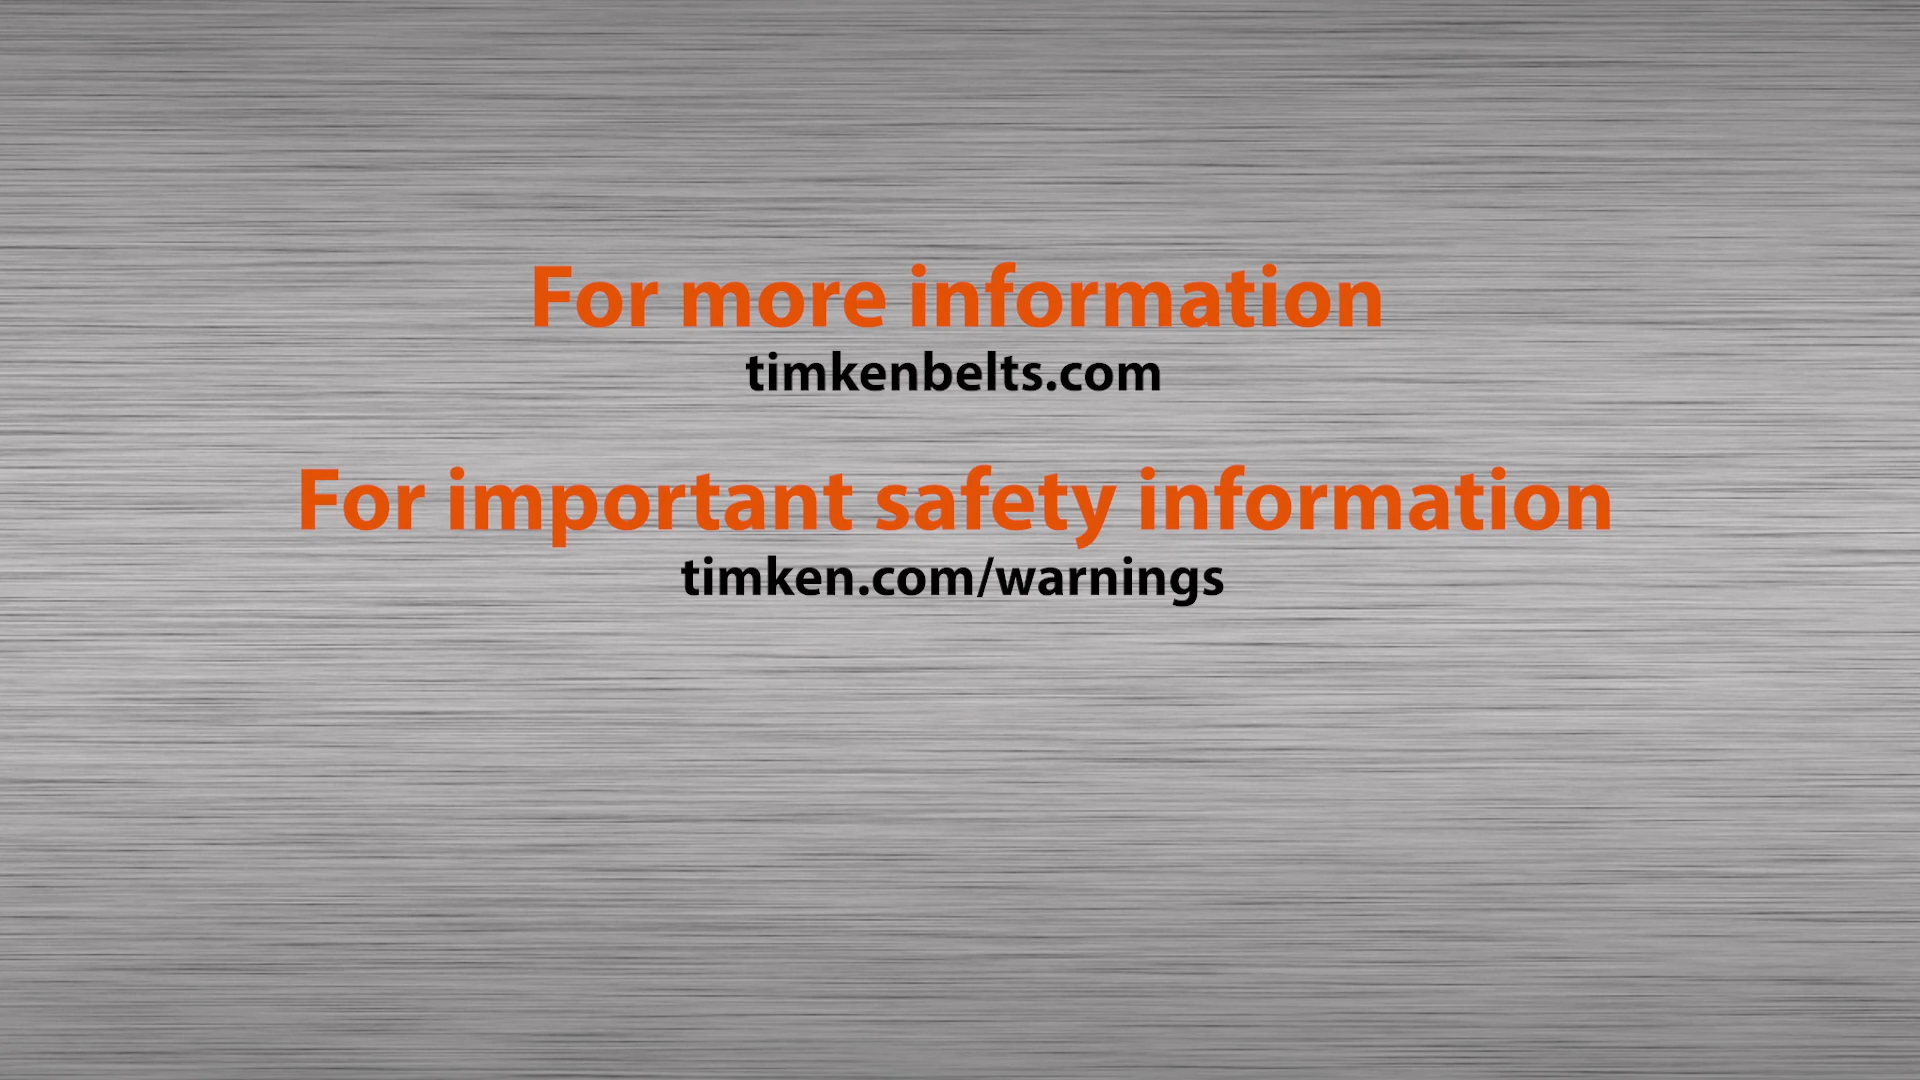 For more information
timkenbelts.com
For important safety information
timken.com/warnings